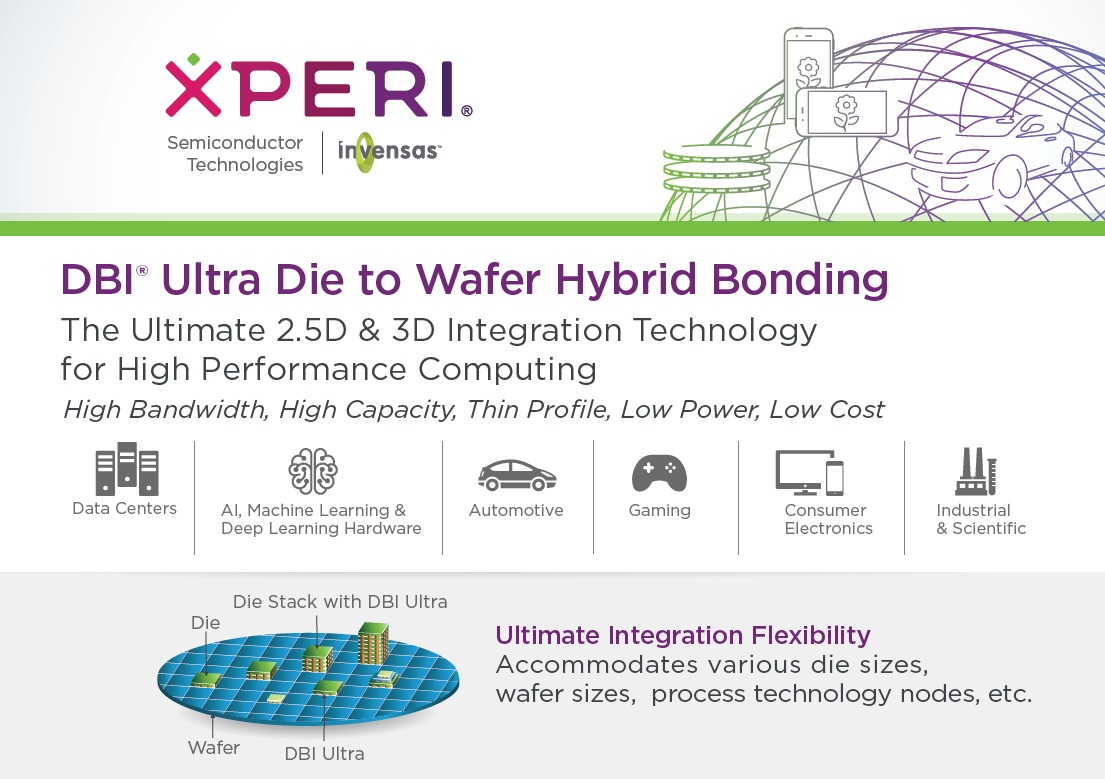 XPERI®
Semiconductor
Technologies
invensas™
DBI® Ultra Die to Wafer Hybrid Bonding
The Ultimate 2.5D & 3D Integration Technology
for High Performance Computing
High Bandwidth, High Capacity, Thin Profile, Low Power, Low Cost
Data Centers
AI, Machine Learning &
Deep Learning Hardware
Automotive
Gaming
Consumer
Electronics
Industrial
& Scientific
Die Stack with DBI Ultra
Die
Wafer
DBI Ultra
Ultimate Integration Flexibility
Accommodates various die sizes,
wafer sizes, process technology nodes, etc.